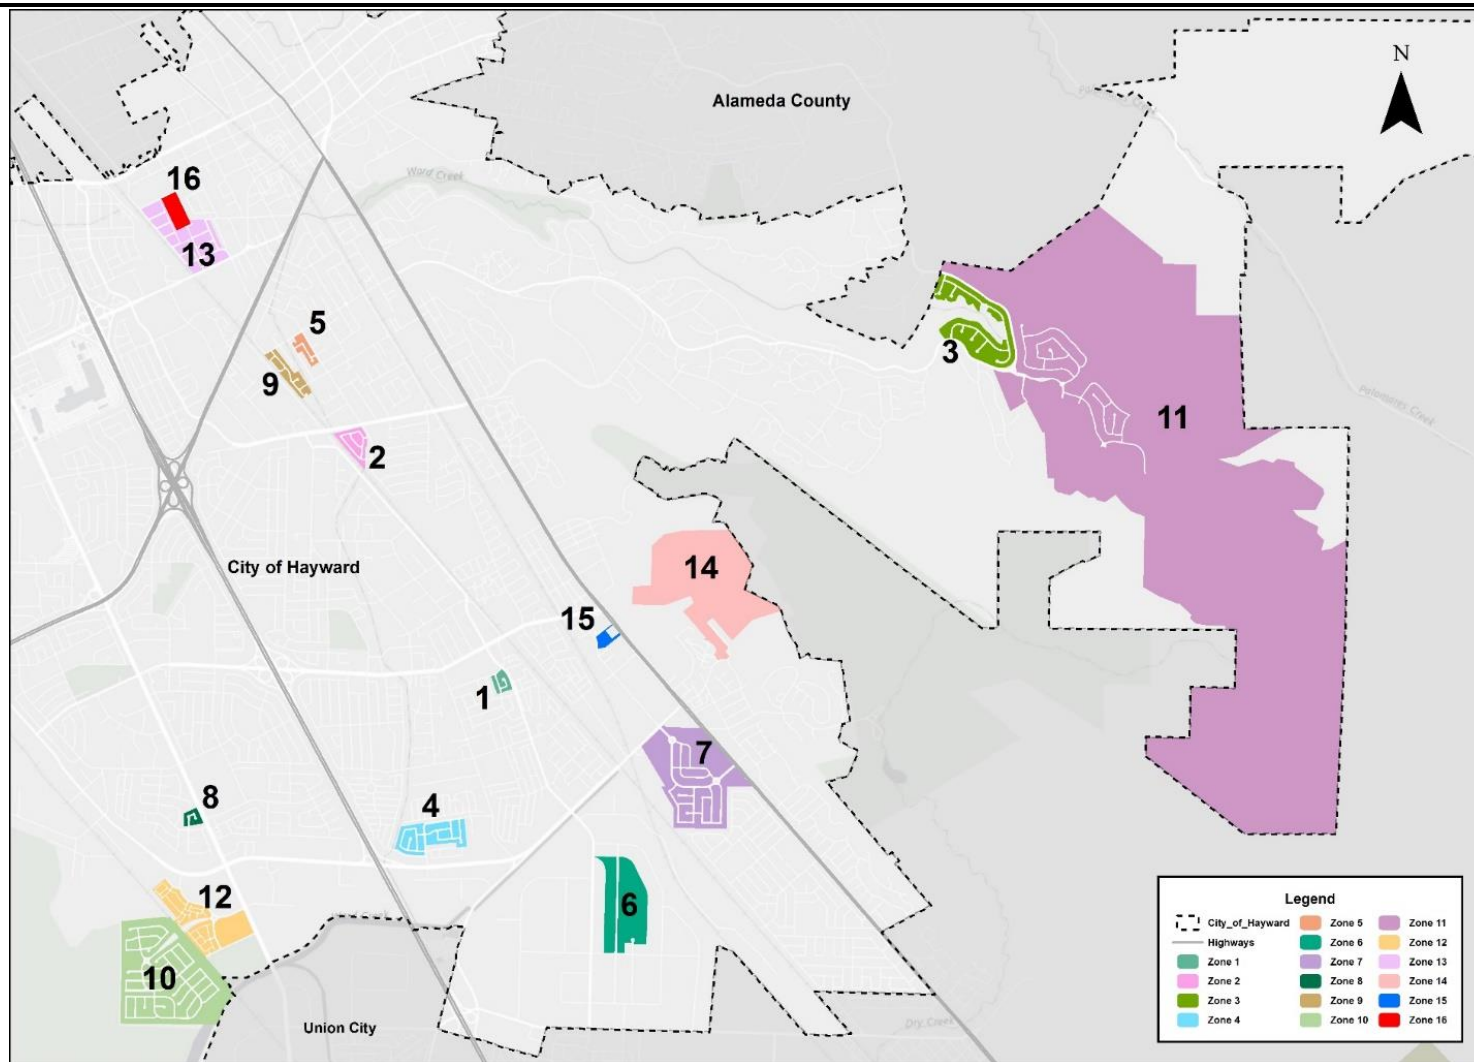 N
Alameda County
Ward Creek
Palomares Creek
16
13
5
3
9
11
2
City of Hayward
14
15
1
7
8
4
12
6
10
Union City
Dry Creek
Legend
City_of_Hayward
Highways
Zone 1
Zone 2
Zone 3
Zone 4
Zone 5
Zone 6
Zone 7
Zone 8
Zone 9
Zone 10
Zone 11
Zone 12
Zone 13
Zone 14
Zone 15
Zone 16